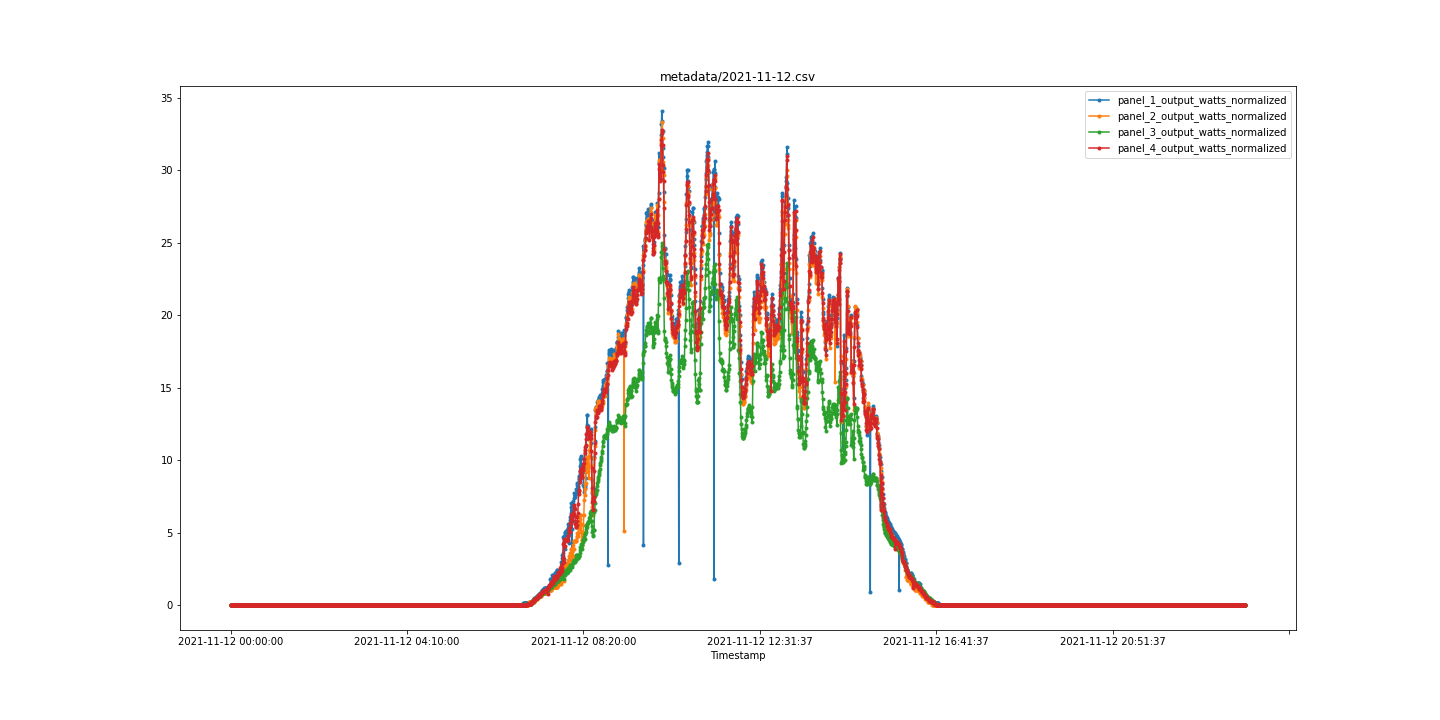 metadata/2021-11-12.csv
panel_1_output_watts_normalized
panel_2_output_watts_normalized
panel_3_output_watts_normalized
panel_4_output_watts_normalized
35
30
25
20
15
10
5
0
2021-11-12 00:00:00
2021-11-12 04:10:00
2021-11-12 08:20:00
2021-11-12 12:31:37
2021-11-12 16:41:37
2021-11-12 20:51:37
Timestamp